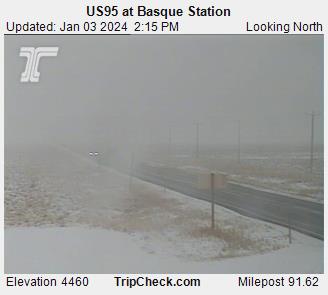 US95 at Basque Station
Updated: Jan 03 2024 2:15 PM Looking North
Elevation 4460 TripCheck.com Milepost 91.62